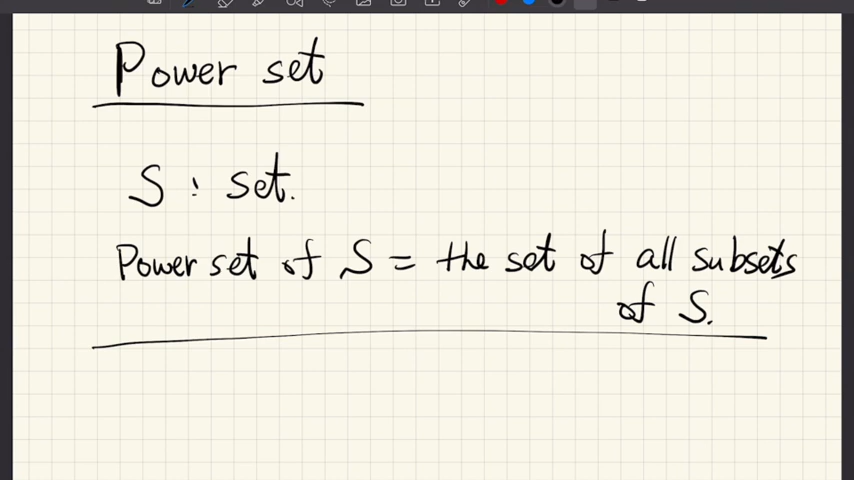 Power set
S : set.
Power set of S = the set of all subsets
of S.